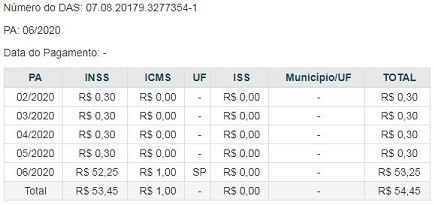 Número do DAS: 07.08.20179.3277354-1
PA: 06/2020
Data do Pagamento: -
PA INSS ICMS UF ISS Município/UF TOTAL
02/2020 R$ 0,30 R$ 0,00 - R$ 0,00 - R$ 0,30
03/2020 R$ 0,30 R$ 0,00 - R$ 0,00 - R$ 0,30
04/2020 R$ 0,30 R$ 0,00 - R$ 0,00 - R$ 0,30
05/2020 R$ 0,30 R$ 0,00 - R$ 0,00 - R$ 0,30
06/2020 R$ 52,25 R$ 1,00 SP R$ 0,00 - R$ 53,25
Total R$ 53,45 R$ 1,00 - R$ 0,00 - R$ 54,45